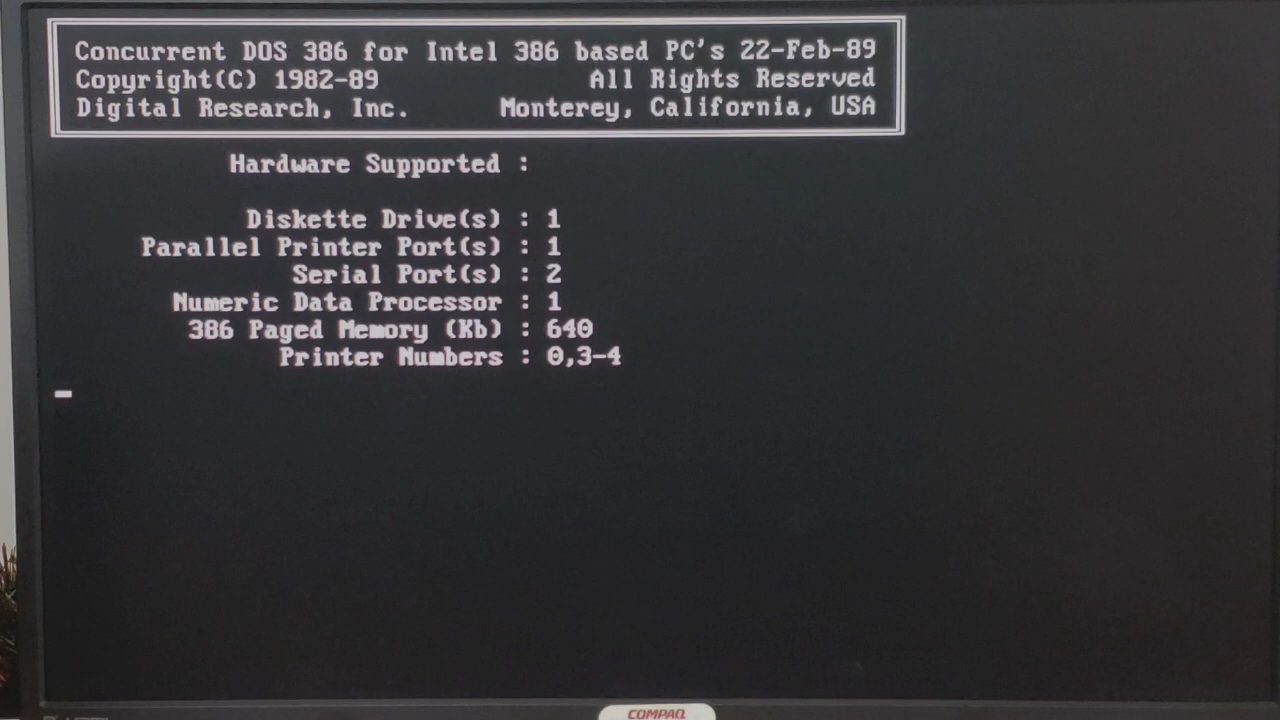 Concurrent DOS 386 for Intel 386 based PC's 22-Feb-89
Copyright(C) 1982-89 All Rights Reserved
Digital Research, Inc. Monterey, California, USA
Hardware Supported :
Diskette Drive(s) : 1
Parallel Printer Port(s) : 1
Serial Port(s) : 2
Numeric Data Processor : 1
386 Paged Memory (Kb) : 640
Printer Numbers : 0,3-4
COMPAQ